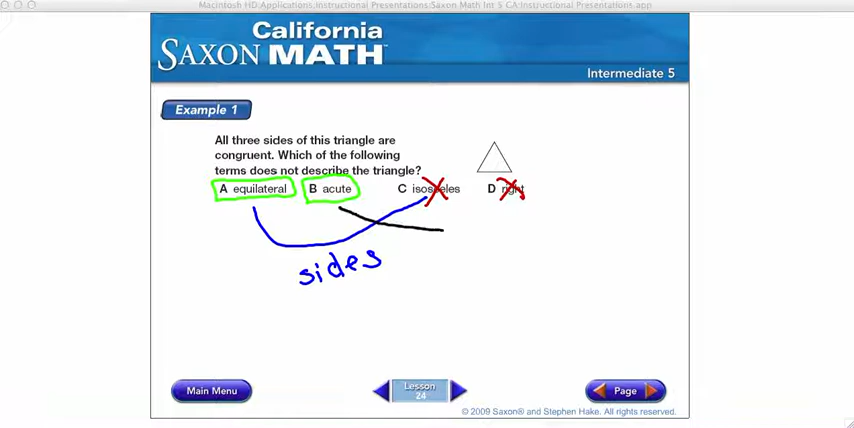 Macintosh HD:Applications:Instructional Presentations/Saxon Math Int 5 CA:Instructional Presentations.app
California
SAXON MATH™
Intermediate 5
Example 1
All three sides of this triangle are
congruent. Which of the following
terms does not describe the triangle?
A equilateral B acute C isosceles D right
sides
Main Menu
Lesson
24
Page
© 2009 Saxon® and Stephen Hake. All rights reserved.